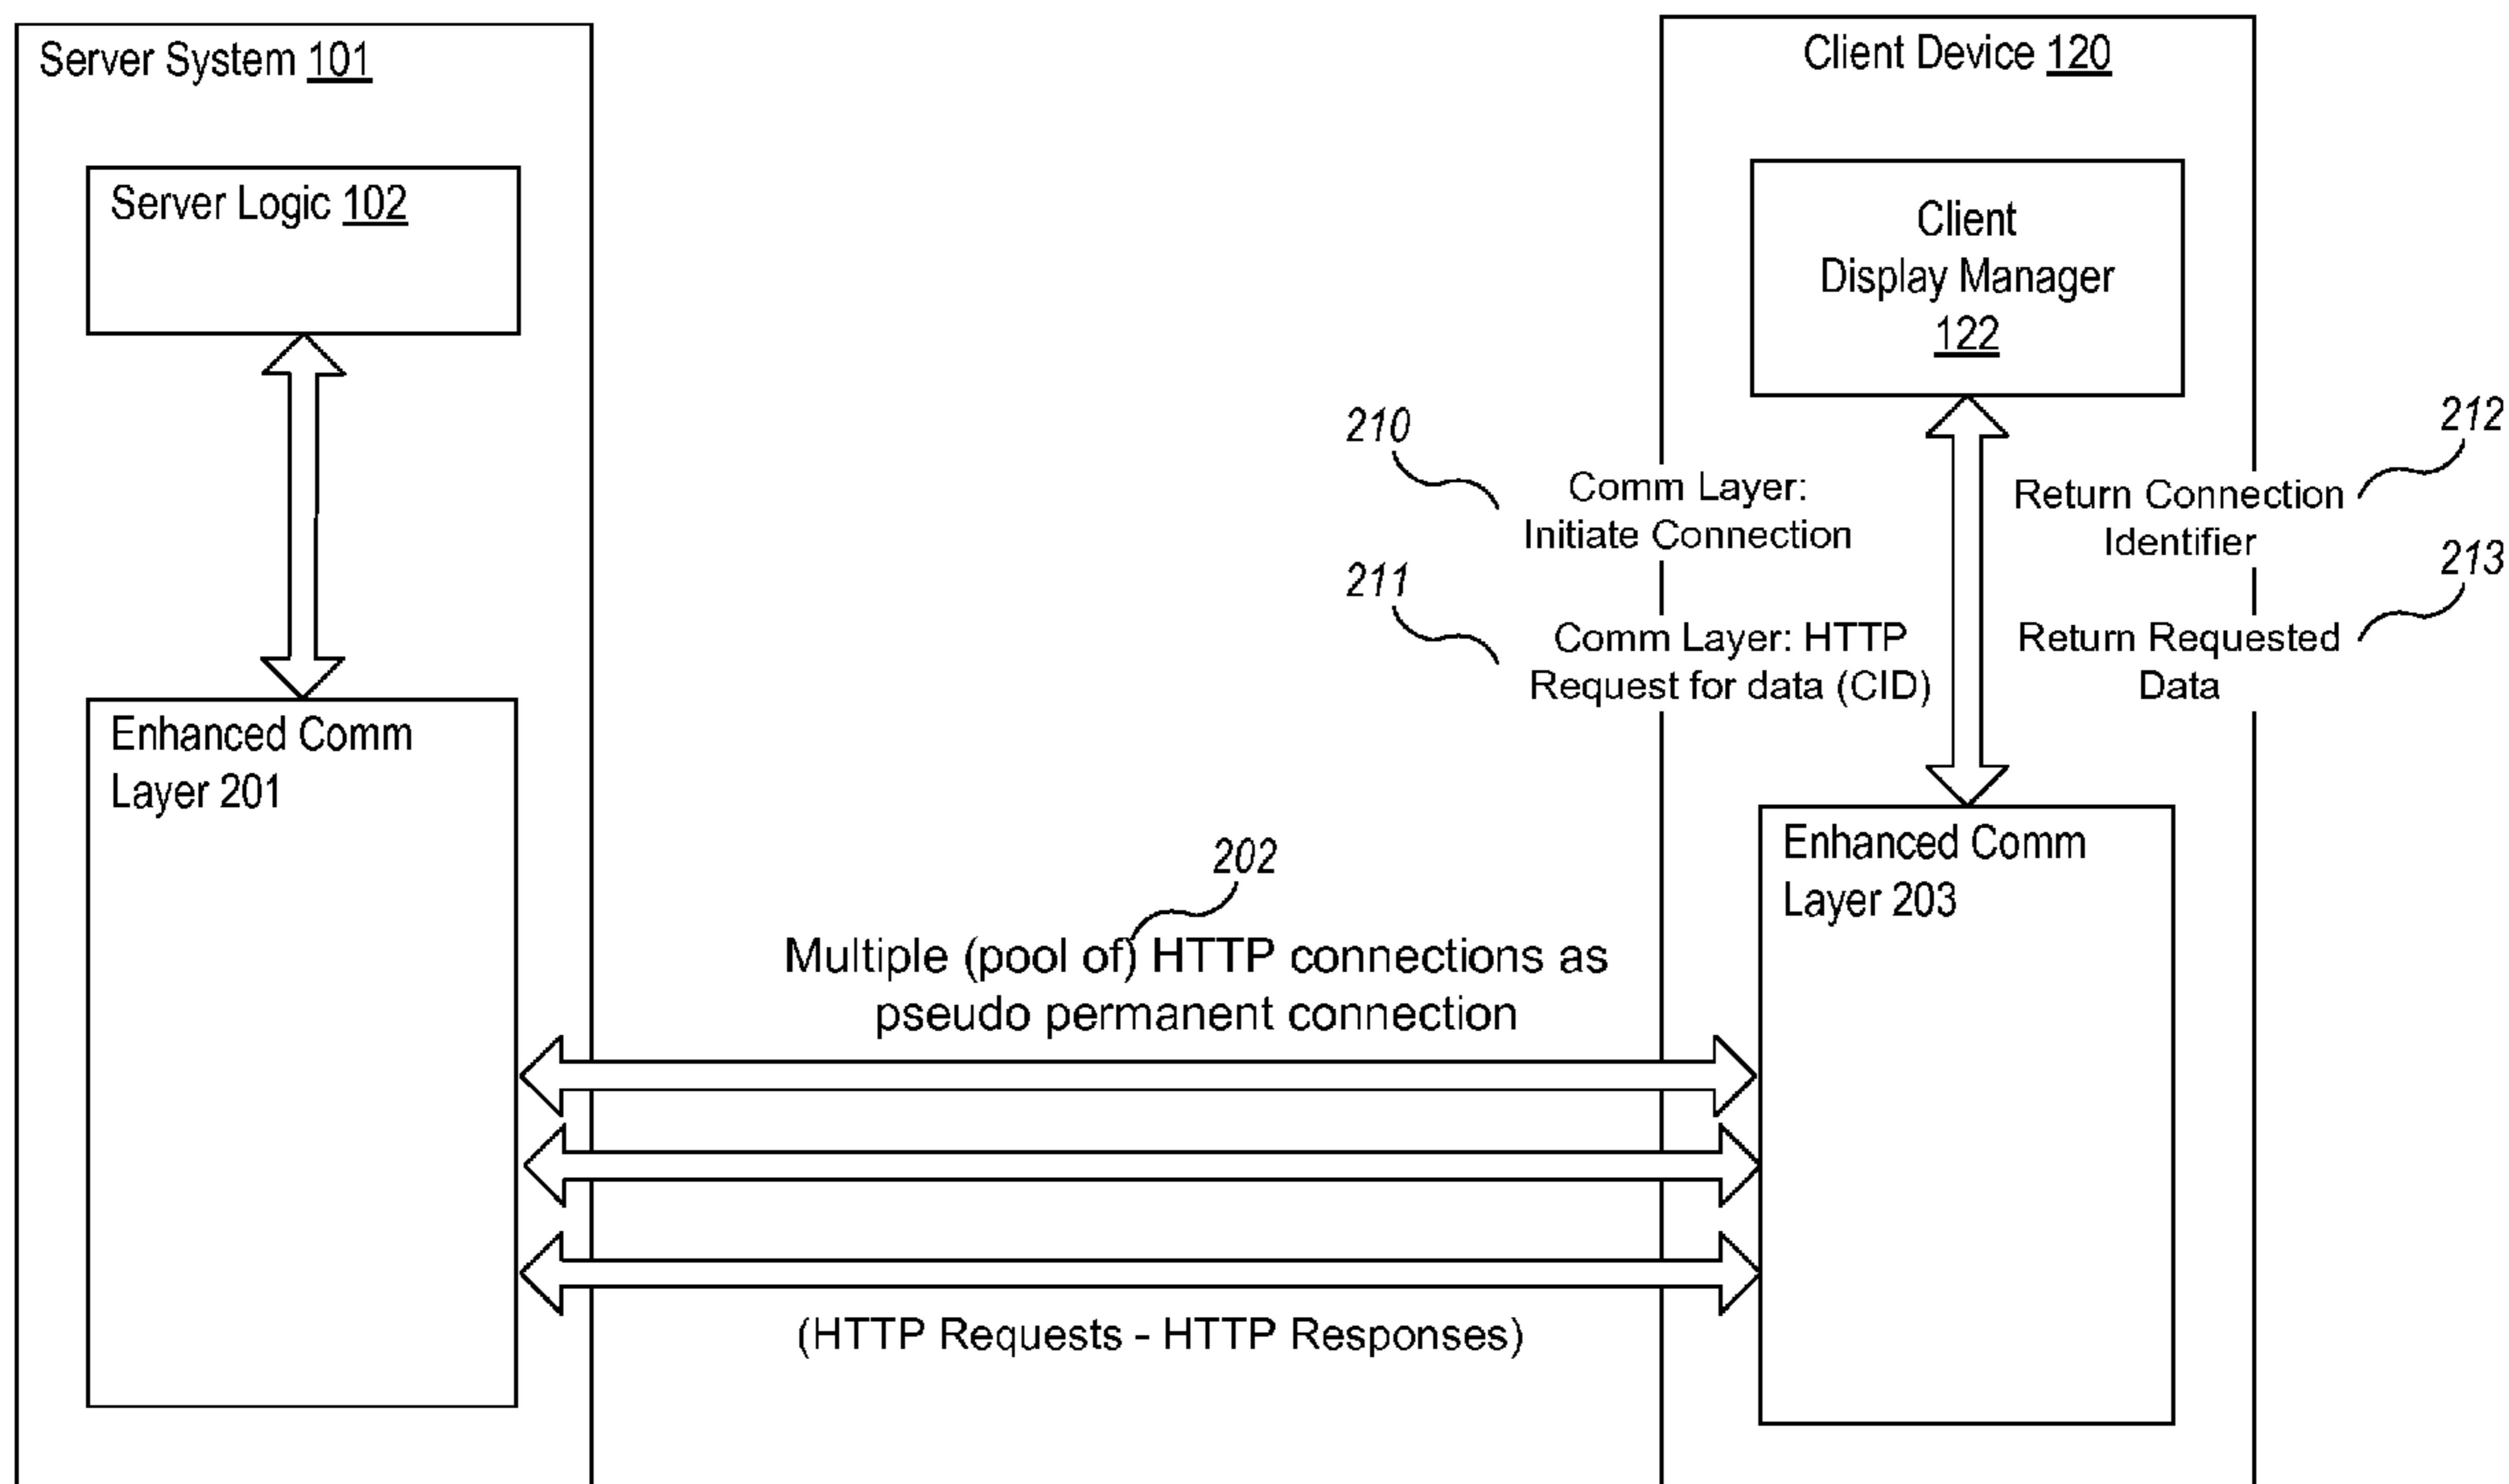 Server System 101
Server Logic 102
Enhanced Comm
Layer 201
202
Multiple (pool of) HTTP connections as
pseudo permanent connection
(HTTP Requests - HTTP Responses)
Client Device 120
Client
Display Manager
122
210
Comm Layer:
Initiate Connection
211
Comm Layer: HTTP
Request for data (CID)
212
Return Connection
Identifier
213
Return Requested
Data
Enhanced Comm
Layer 203